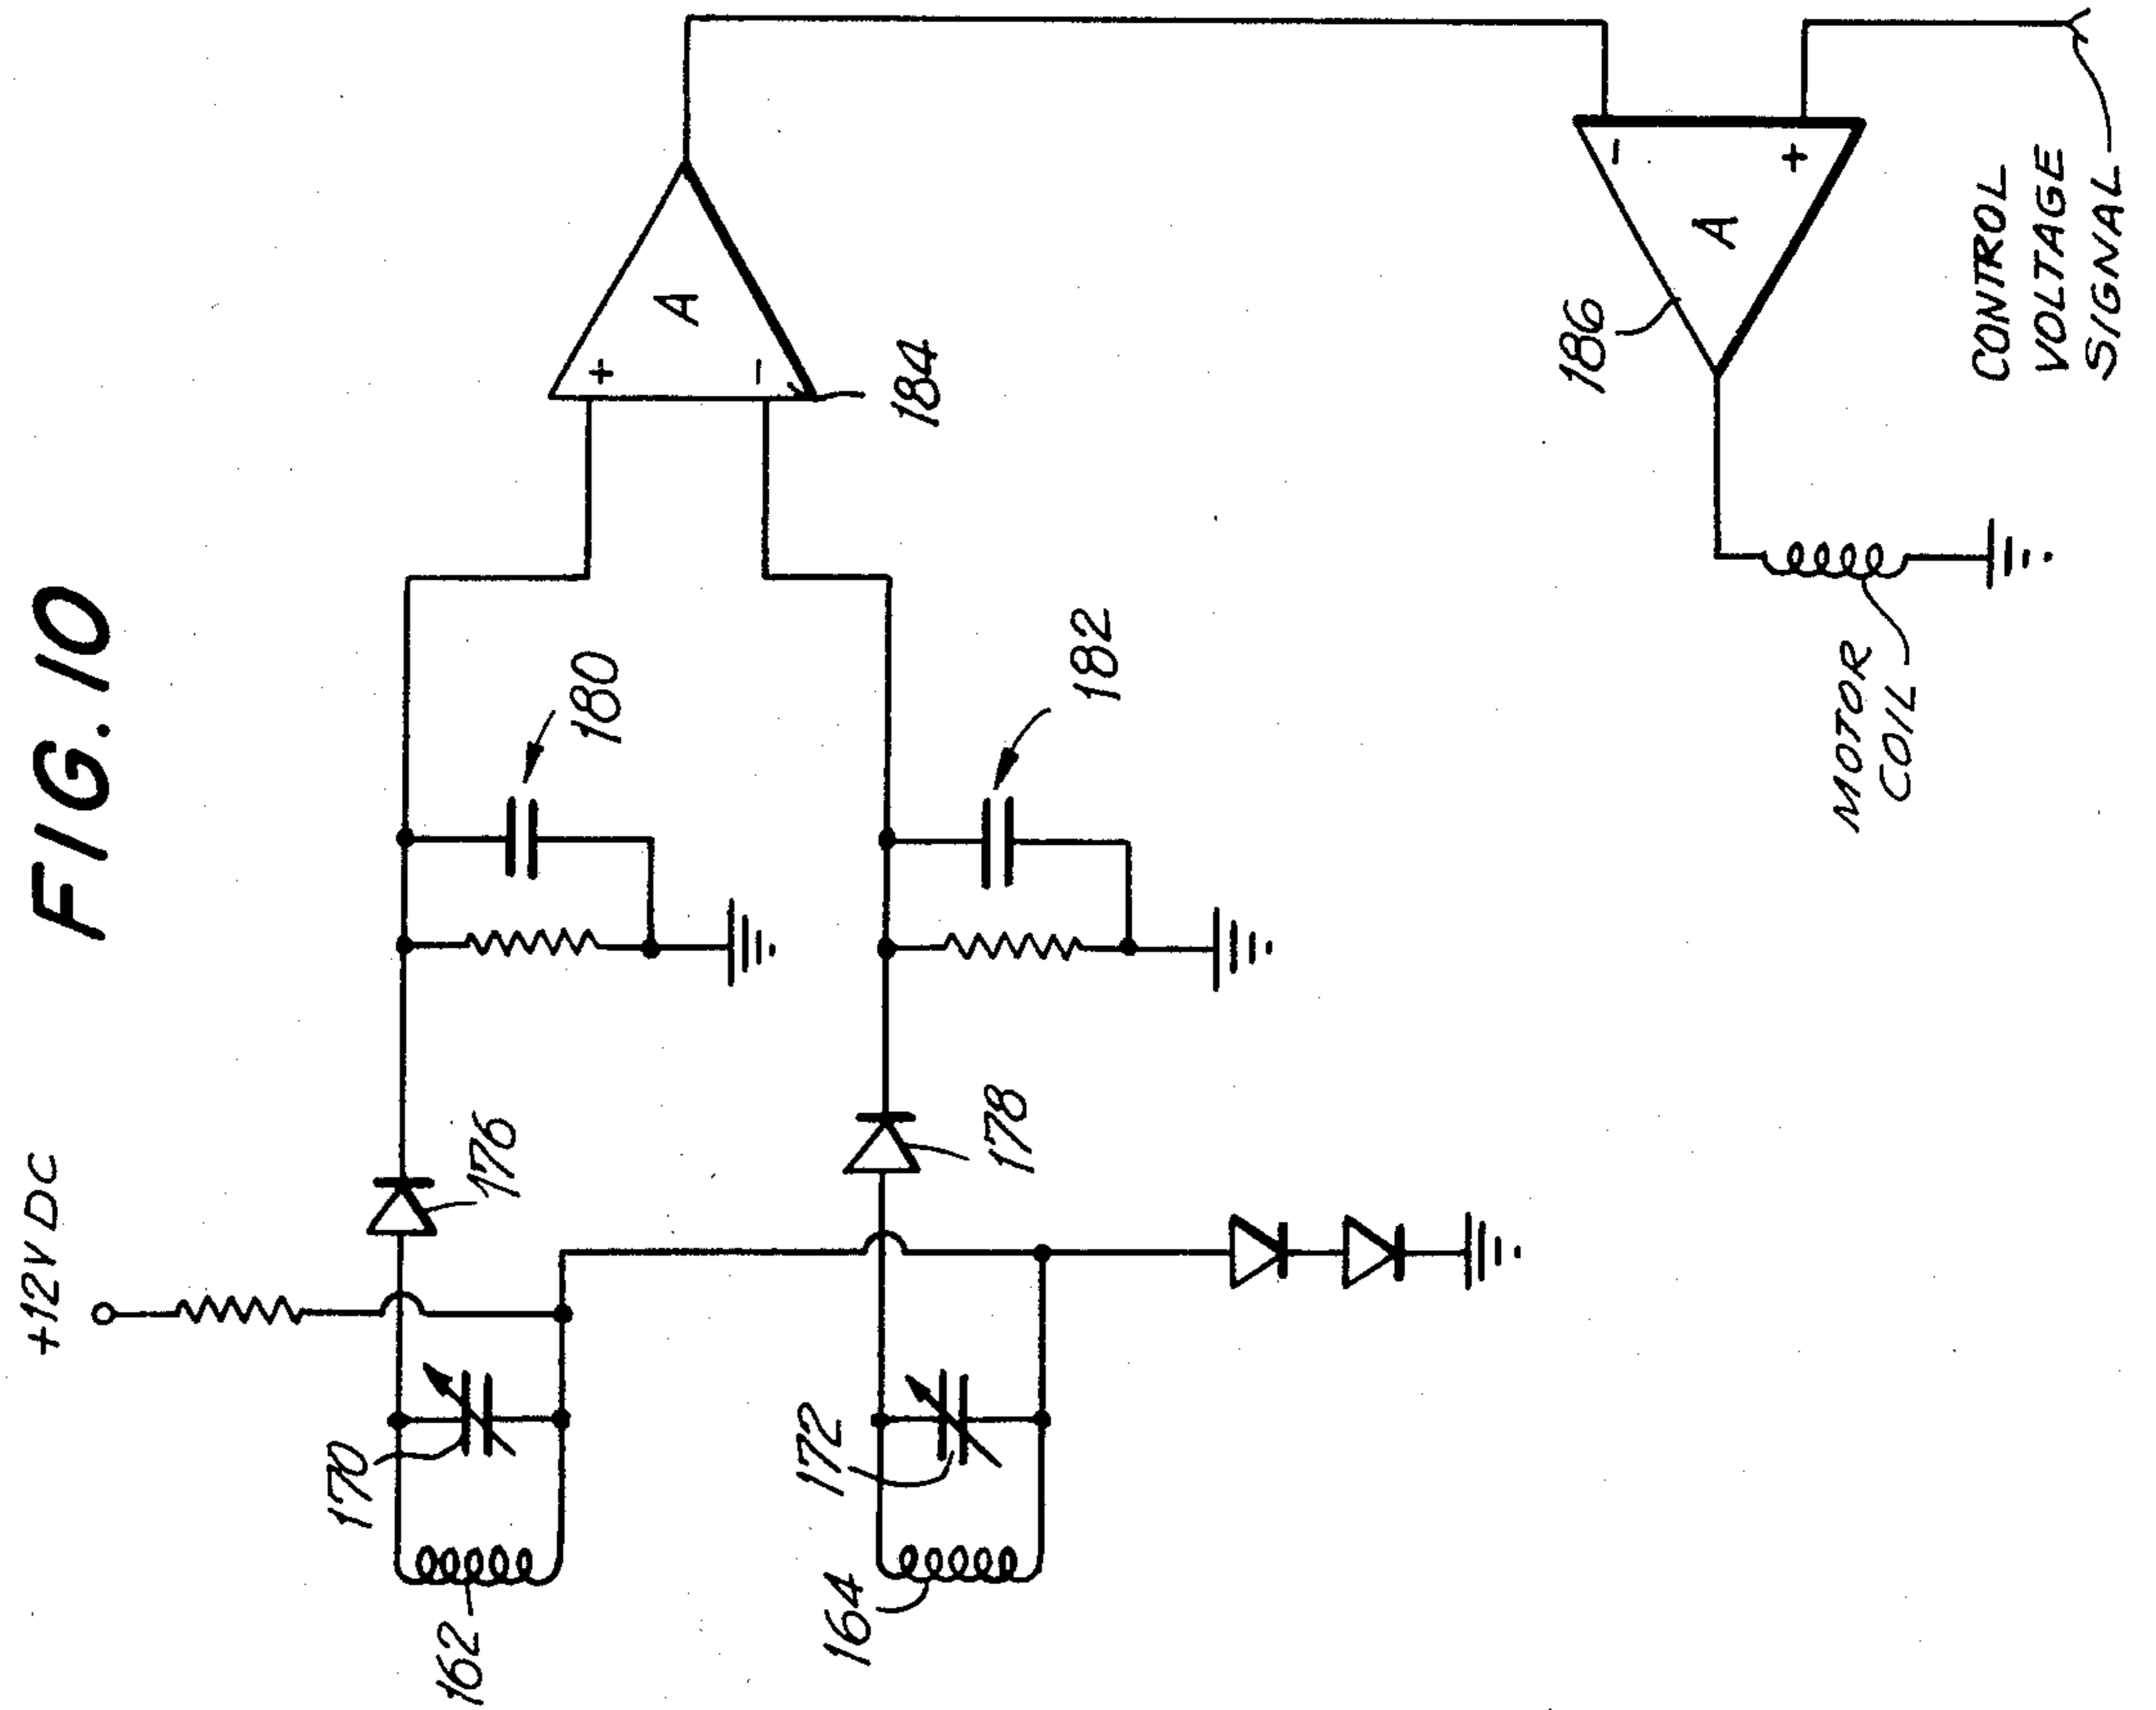 FIG. 10
+12V DC
170
176
162
180
A
+
−
184
172
178
164
182
186
A
−
+
MOTOR
COIL
CONTROL
VOLTAGE
SIGNAL